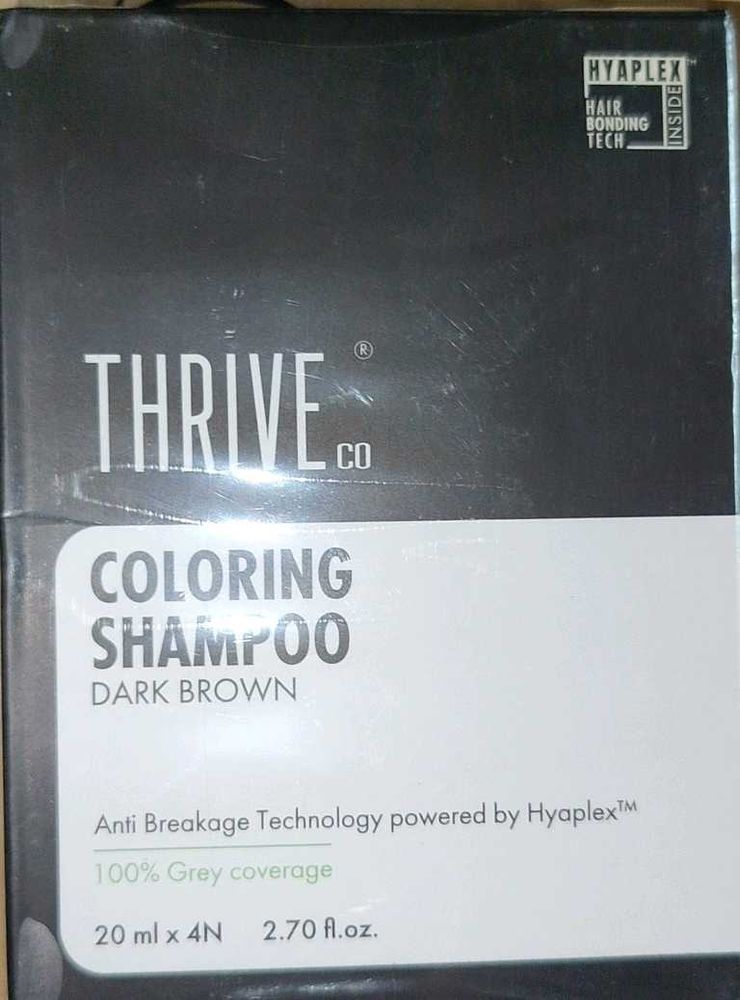 HYAPLEX™
HAIR
BONDING
TECH
INSIDE
THRIVE CO®
COLORING
SHAMPOO
DARK BROWN
Anti Breakage Technology powered by Hyaplex™
100% Grey coverage
20 ml x 4N 2.70 fl.oz.